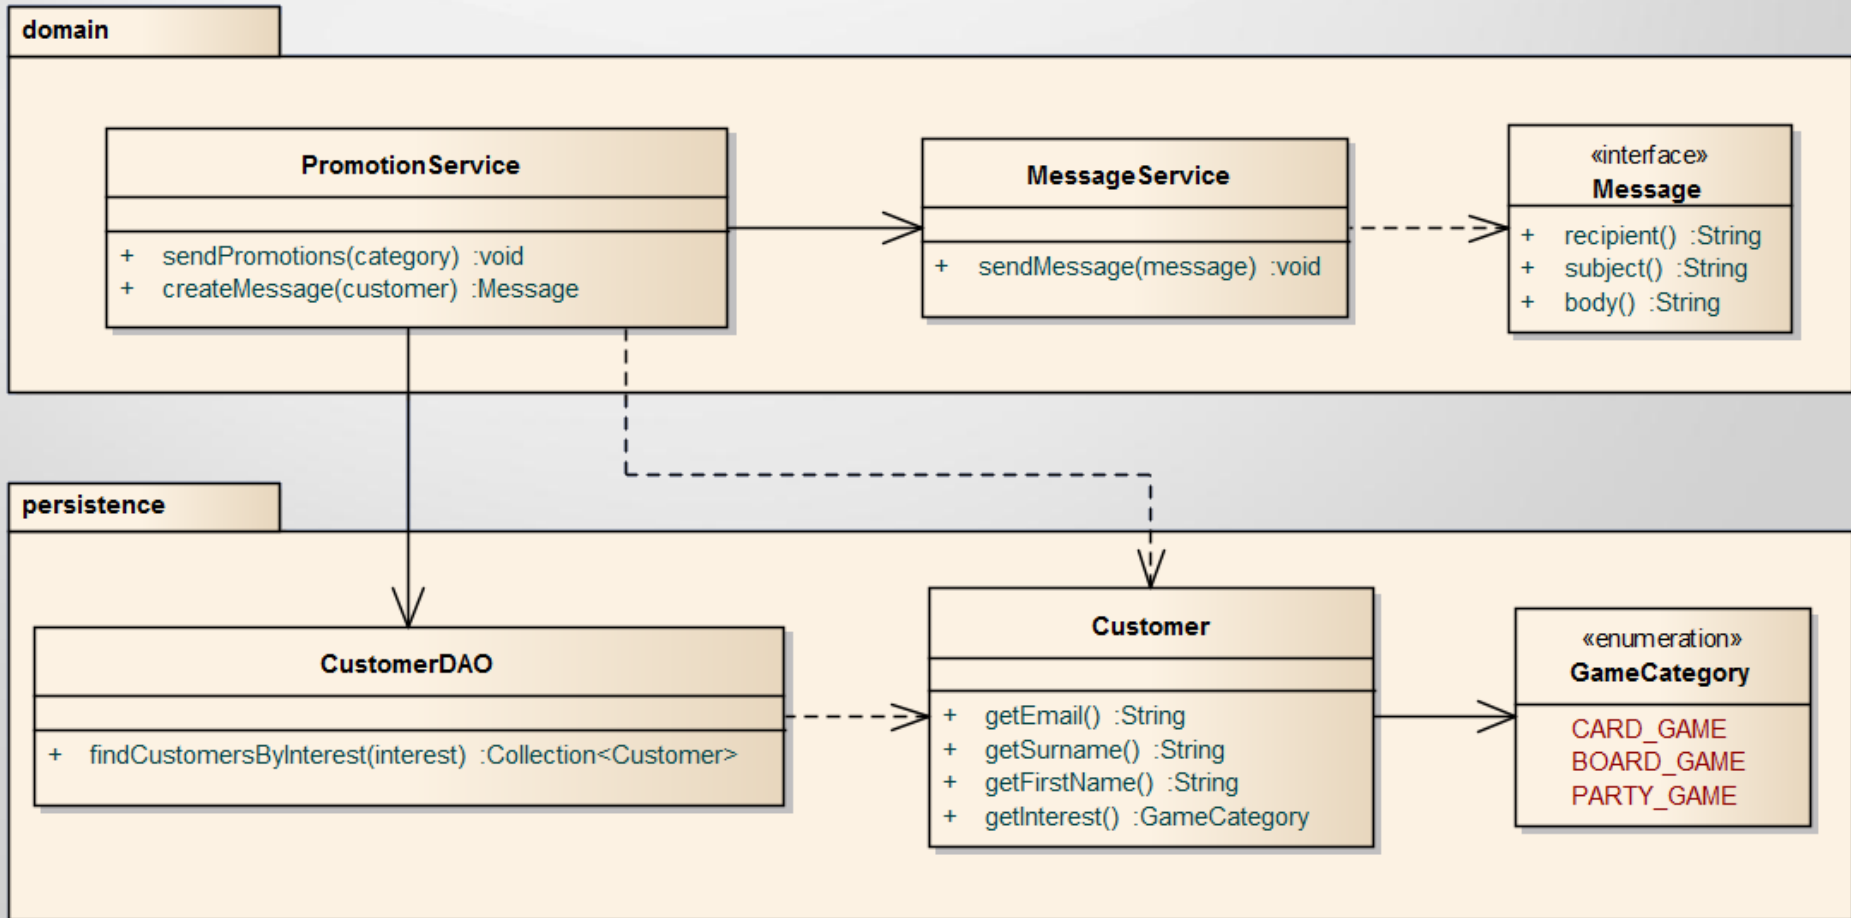 domain
PromotionService
+ sendPromotions(category) :void
+ createMessage(customer) :Message
MessageService
+ sendMessage(message) :void
«interface»
Message
+ recipient() :String
+ subject() :String
+ body() :String
persistence
CustomerDAO
+ findCustomersByInterest(interest) :Collection<Customer>
Customer
+ getEmail() :String
+ getSurname() :String
+ getFirstName() :String
+ getInterest() :GameCategory
«enumeration»
GameCategory
CARD_GAME
BOARD_GAME
PARTY_GAME